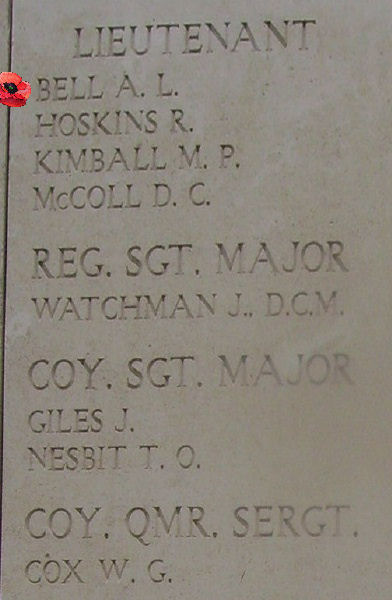 LIEUTENANT
BELL A. L.
HOSKINS R.
KIMBALL M. P.
McCOLL D. C.
REG. SGT. MAJOR
WATCHMAN J., D.C.M.
COY. SGT. MAJOR
GILES J.
NESBIT T. O.
COY. QMR. SERGT.
COX W. G.